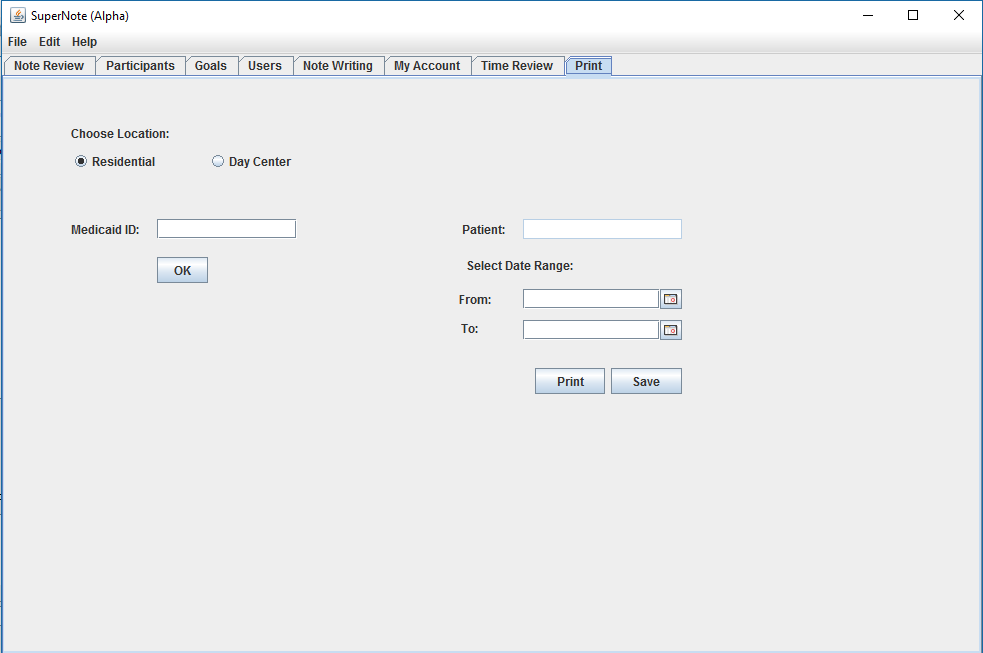 SuperNote (Alpha)
File Edit Help
Note Review Participants Goals Users Note Writing My Account Time Review Print
Choose Location:
Residential Day Center
Medicaid ID: Patient:
OK Select Date Range:
From:
To:
Print Save